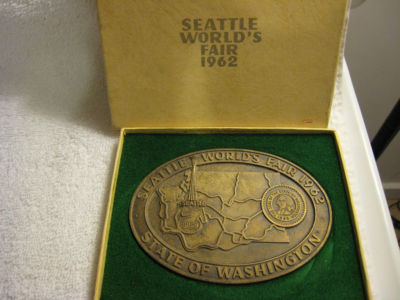 SEATTLE
WORLD'S
FAIR
1962
SEATTLE WORLD'S FAIR 1962
STATE OF WASHINGTON